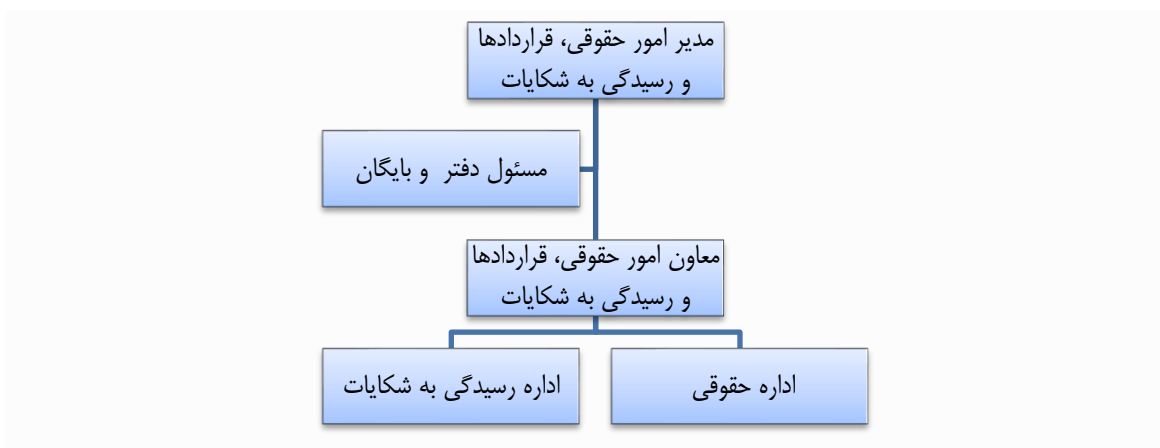 مدیر امور حقوقی، قراردادها
و رسیدگی به شکایات
مسئول دفتر و بایگان
معاون امور حقوقی، قراردادها
و رسیدگی به شکایات
اداره حقوقی
اداره رسیدگی به شکایات